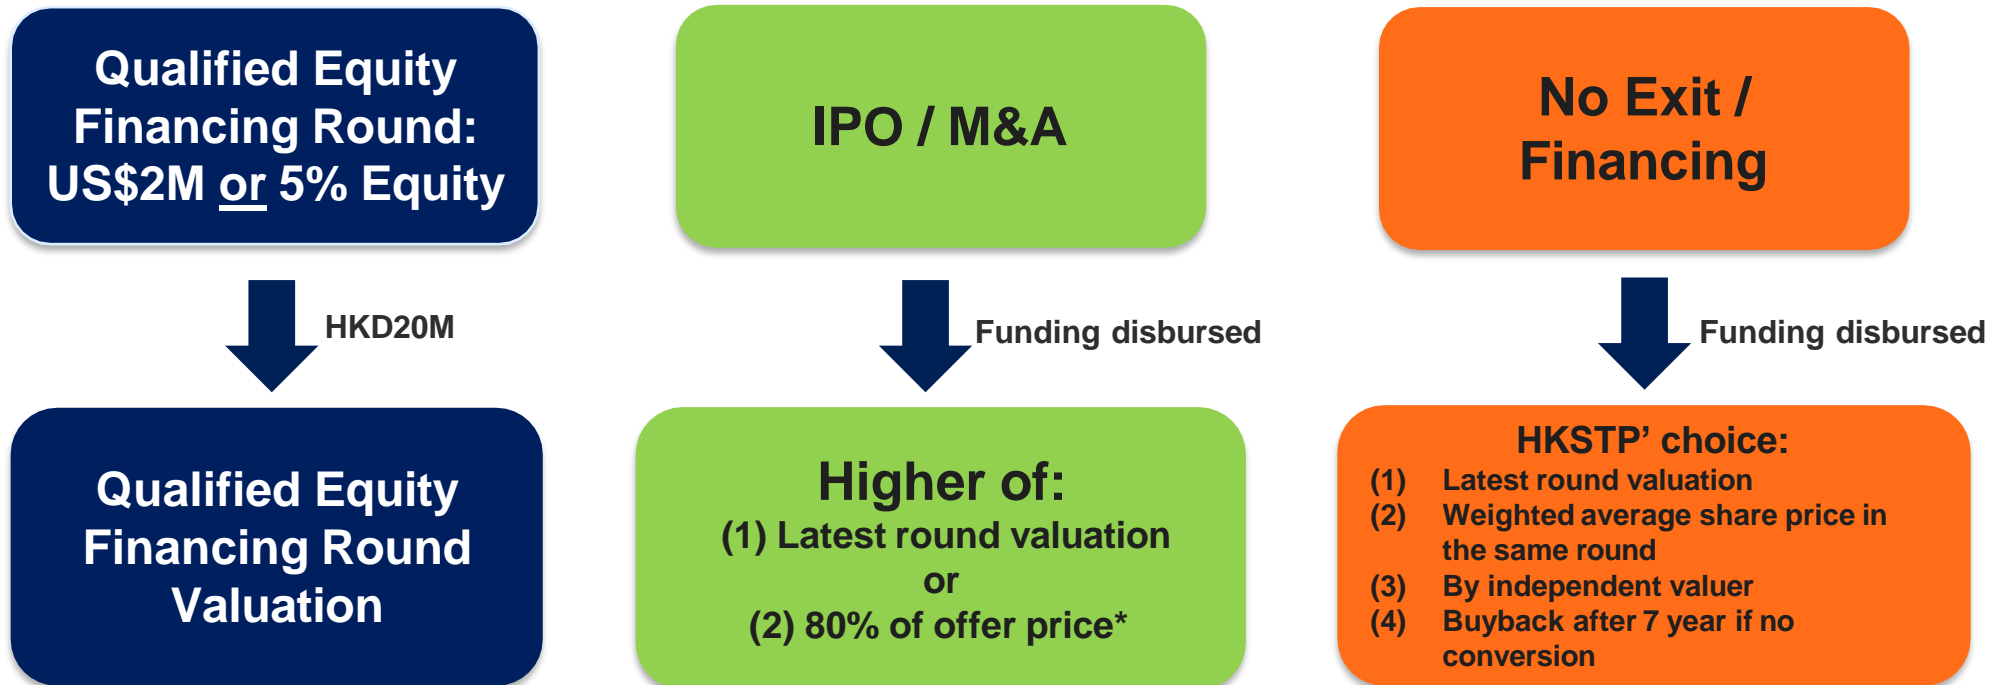 Qualified Equity
Financing Round:
US$2M or 5% Equity
HKD20M
Qualified Equity
Financing Round
Valuation
IPO / M&A
Funding disbursed
Higher of:
(1) Latest round valuation
or
(2) 80% of offer price*
No Exit /
Financing
Funding disbursed
HKSTP’ choice:
(1) Latest round valuation
(2) Weighted average share price in
the same round
(3) By independent valuer
(4) Buyback after 7 year if no
conversion